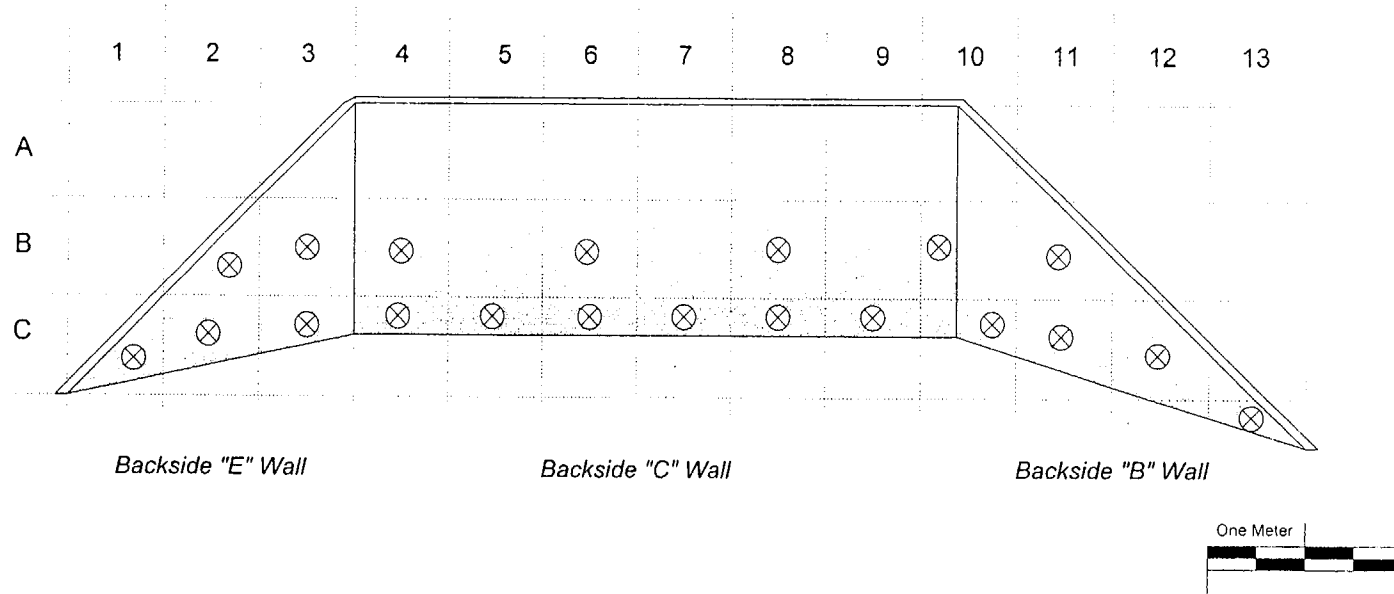 1 2 3 4 5 6 7 8 9 10 11 12 13
A
B
C
Backside "E" Wall Backside "C" Wall Backside "B" Wall
One Meter